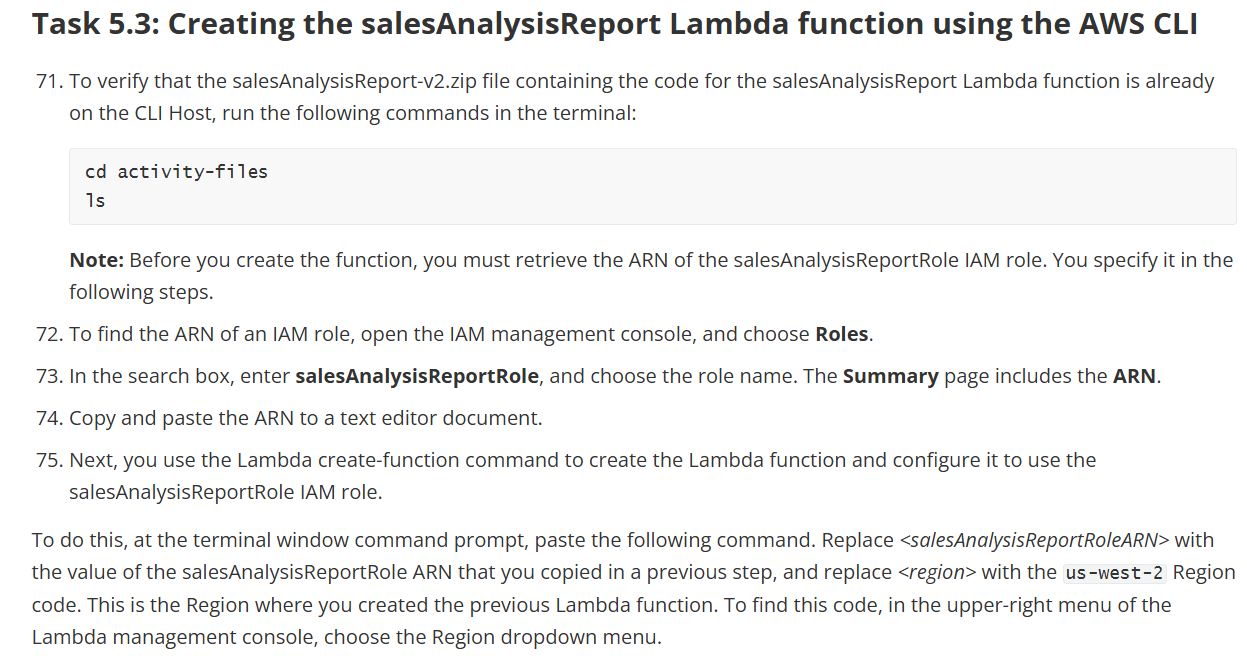 Task 5.3: Creating the salesAnalysisReport Lambda function using the AWS CLI
71. To verify that the salesAnalysisReport-v2.zip file containing the code for the salesAnalysisReport Lambda function is already
on the CLI Host, run the following commands in the terminal:
cd activity-files
ls
Note: Before you create the function, you must retrieve the ARN of the salesAnalysisReportRole IAM role. You specify it in the
following steps.
72. To find the ARN of an IAM role, open the IAM management console, and choose Roles.
73. In the search box, enter salesAnalysisReportRole, and choose the role name. The Summary page includes the ARN.
74. Copy and paste the ARN to a text editor document.
75. Next, you use the Lambda create-function command to create the Lambda function and configure it to use the
salesAnalysisReportRole IAM role.
To do this, at the terminal window command prompt, paste the following command. Replace <salesAnalysisReportRoleARN> with
the value of the salesAnalysisReportRole ARN that you copied in a previous step, and replace <region> with the us-west-2 Region
code. This is the Region where you created the previous Lambda function. To find this code, in the upper-right menu of the
Lambda management console, choose the Region dropdown menu.